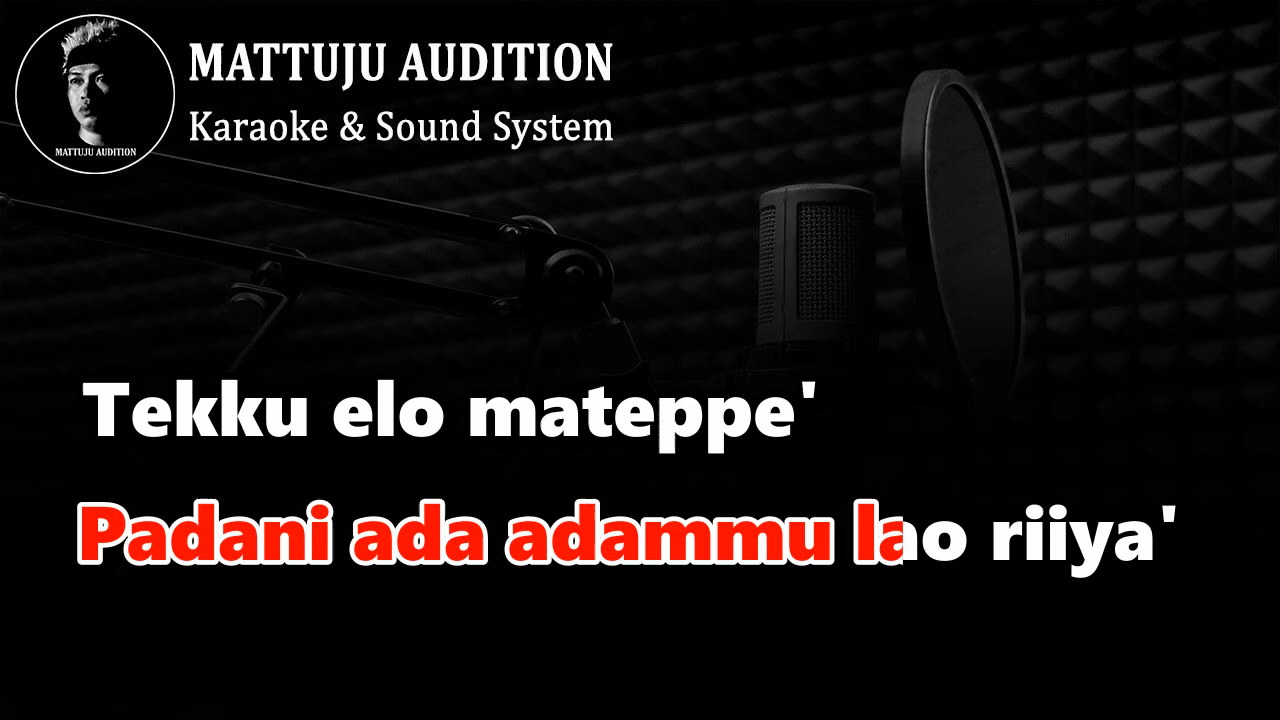 MATTUJU AUDITION
Karaoke & Sound System
MATTUJU AUDITION
Tekku elo mateppe'
Padani ada adammu lao riiya'